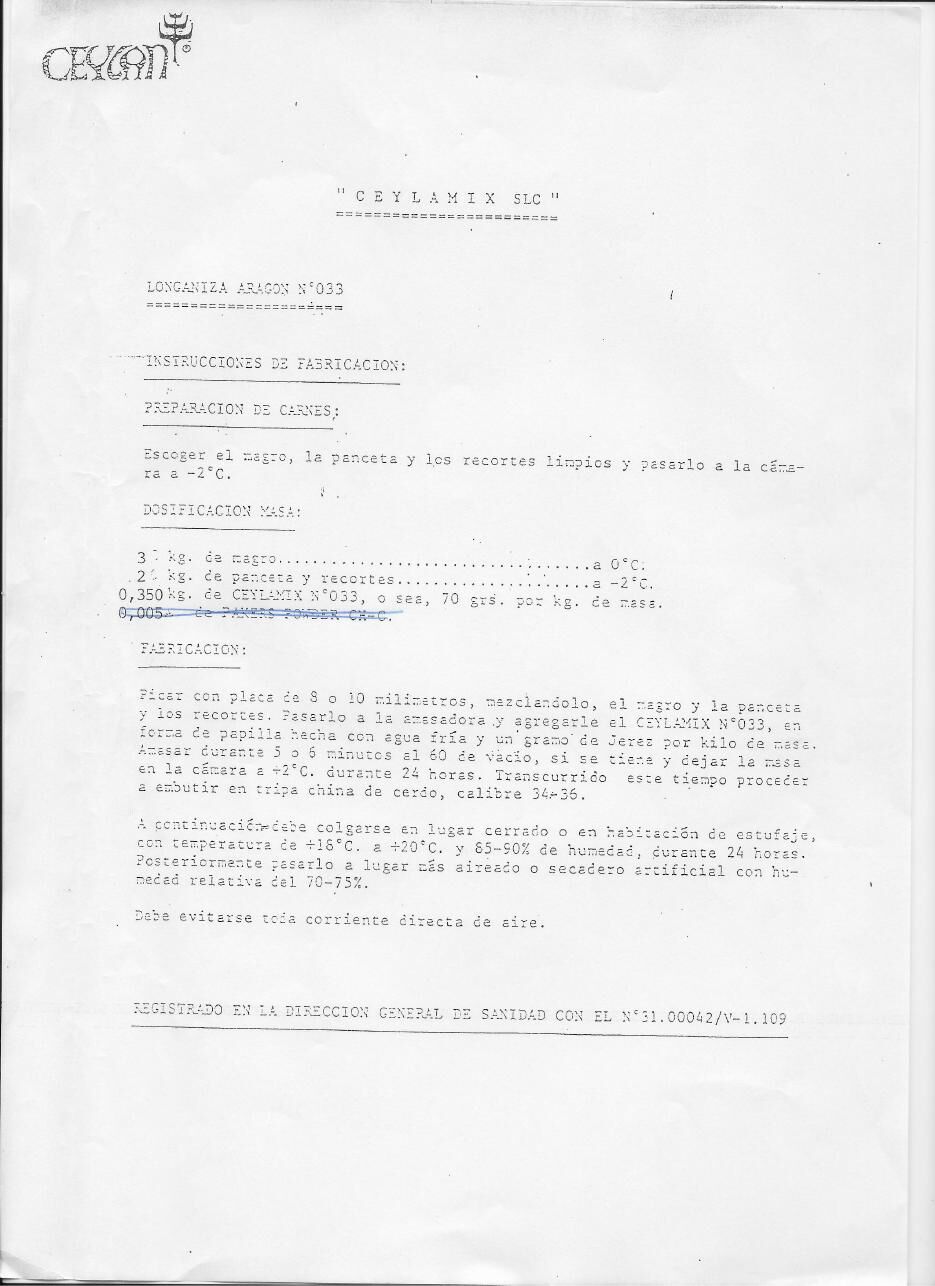 CEYLAN ®
" C E Y L A M I X SLC "
=========================
LONGANIZA ARAGON N°033
======================
INSTRUCCIONES DE FABRICACION:
PREPARACION DE CARNES:
Escoger el magro, la panceta y los recortes limpios y pasarlo a la cáma-
ra a -2°C.
DOSIFICACION MASA:
3 kg. de magro....................................a 0°C.
2 kg. de panceta y recortes......................a -2°C.
0,350 kg. de CEYLAMIX N°033, o sea, 70 grs. por kg. de masa.
0,005 de POWDER
FABRICACION:
Picar con placa de 8 o 10 milimetros, mezclandolo, el magro y la panceta
y los recortes. Pasarlo a la amasadora y agregarle el CEYLAMIX N°033, en
forma de papilla hecha con agua fría y un gramo de Jerez por kilo de masa.
Amasar durante 5 o 6 minutos al 60 de vacio, si se tiene y dejar la masa
en la cámara a +2°C. durante 24 horas. Transcurrido este tiempo proceder
a embutir en tripa china de cerdo, calibre 34-36.
A continuación debe colgarse en lugar cerrado o en habitación de estufaje,
con temperatura de +18°C. a +20°C. y 85-90% de humedad, durante 24 horas.
Posteriormente pasarlo a lugar más aireado o secadero artificial con hu-
medad relativa del 70-75%.
Debe evitarse toda corriente directa de aire.
REGISTRADO EN LA DIRECCION GENERAL DE SANIDAD CON EL N°31.00042/V-1.109